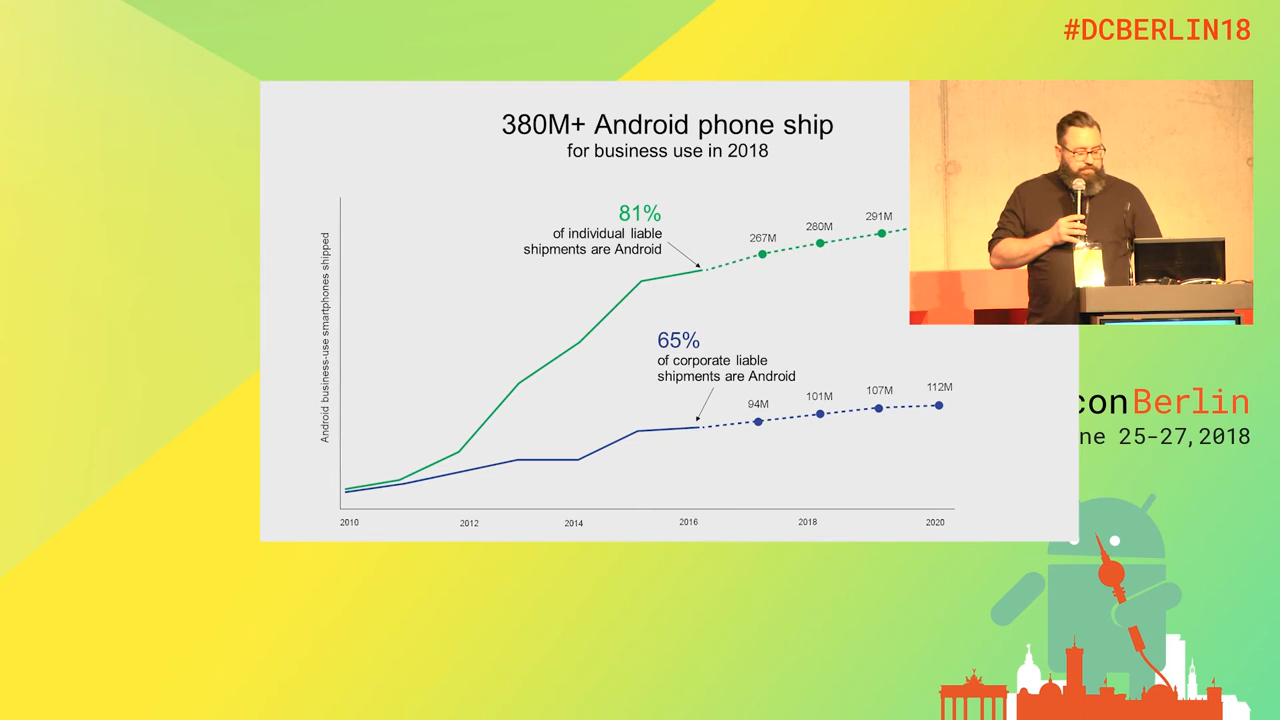 #DCBERLIN18
380M+ Android phone ship
for business use in 2018
81%
of individual liable
shipments are Android
267M
280M
291M
65%
of corporate liable
shipments are Android
94M
101M
107M
112M
Android business-use smartphones shipped
2010
2012
2014
2016
2018
2020
con Berlin
ne 25-27, 2018